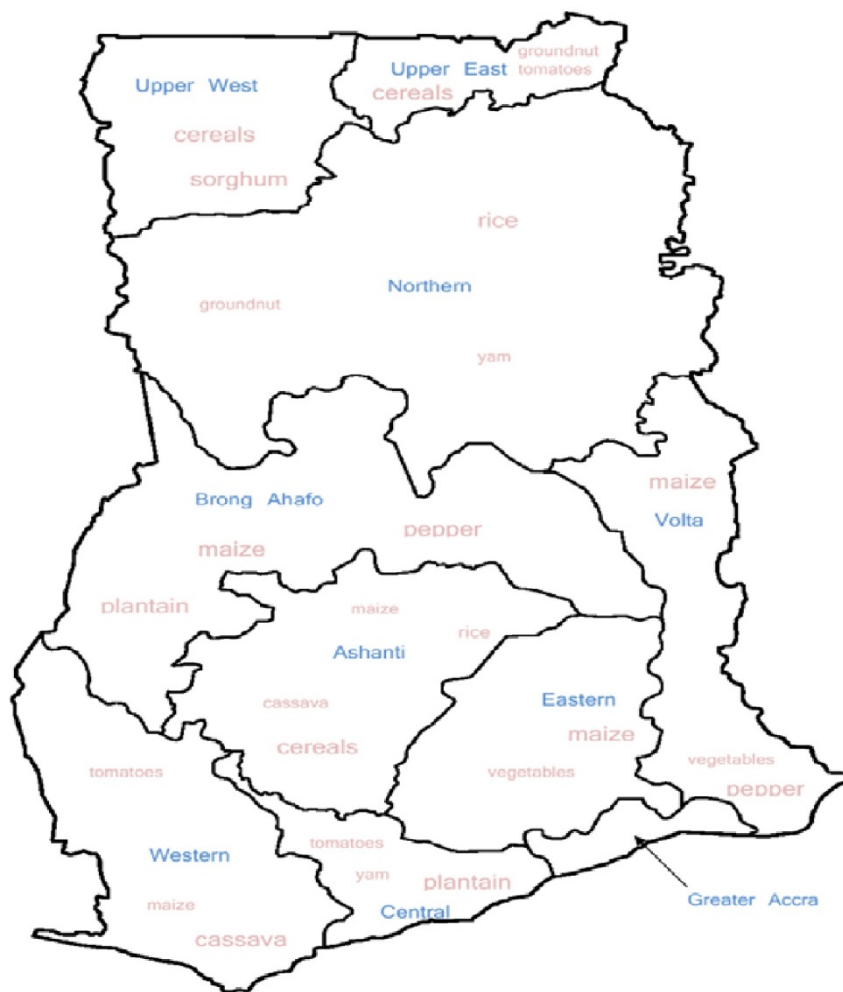 groundnut
Upper East tomatoes
Upper West
cereals
cereals
sorghum
rice
Northern
groundnut
yam
maize
Brong Ahafo
Volta
pepper
maize
plantain
maize
rice
Ashanti
Eastern
cassava
maize
cereals
vegetables
vegetables
tomatoes
pepper
tomatoes
Western
yam
plantain
Greater Accra
maize
Central
cassava